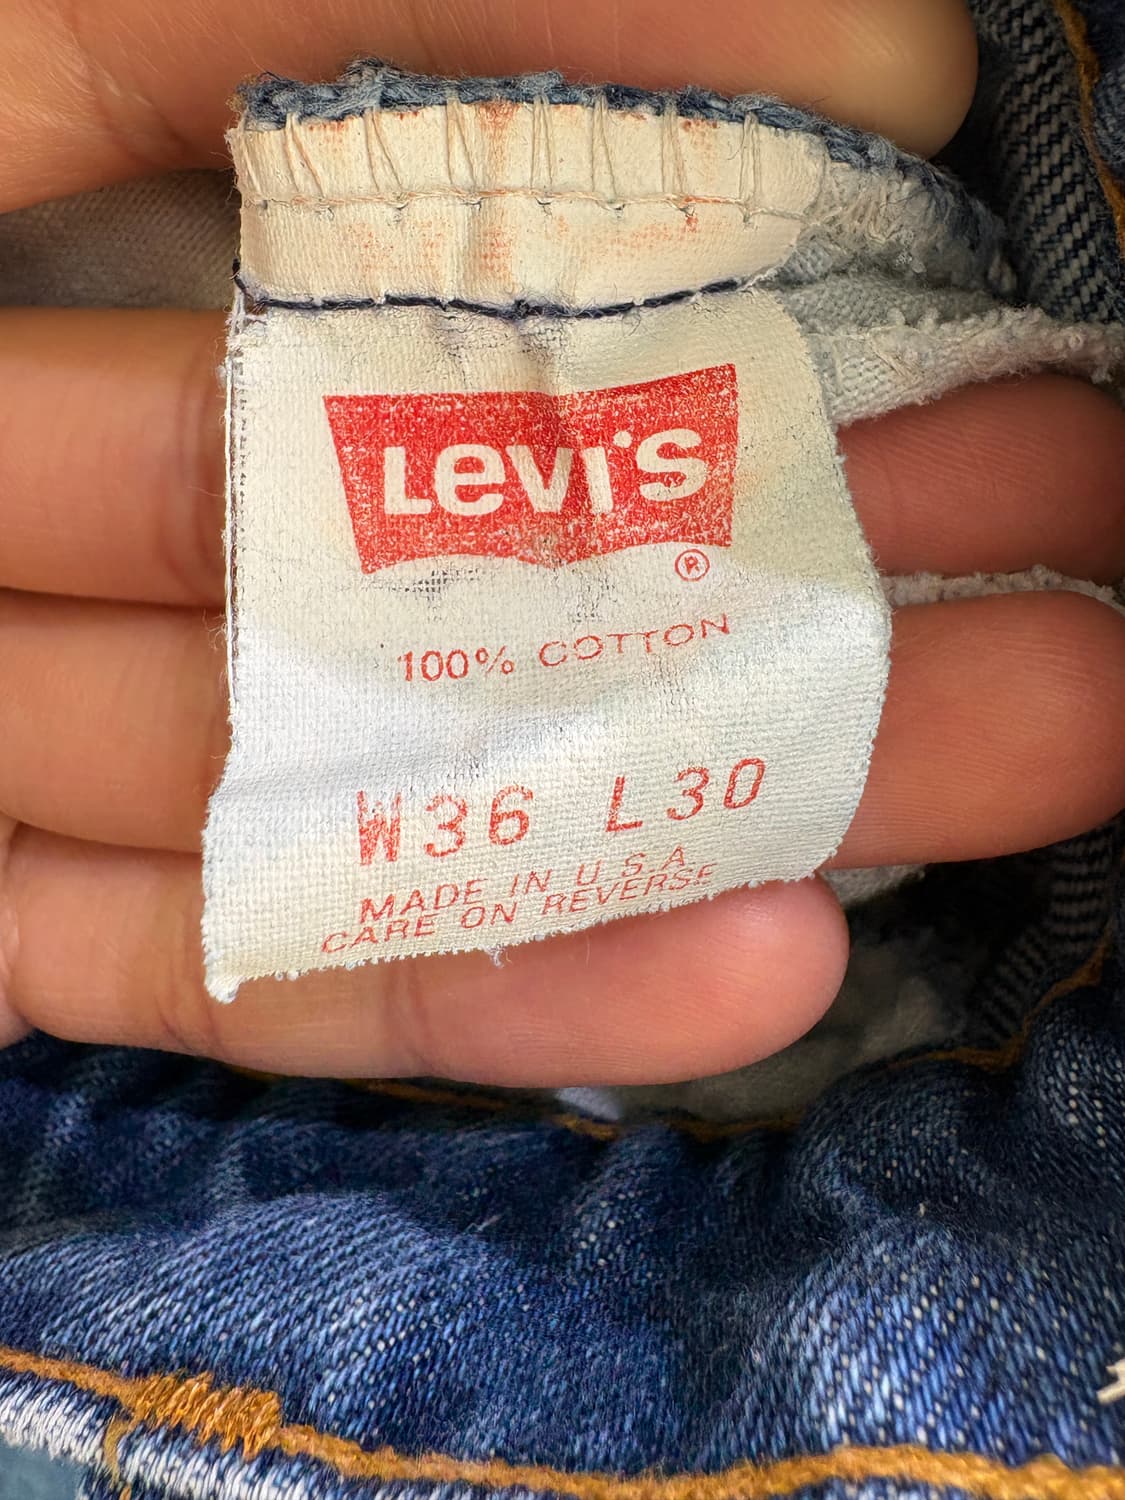 Levi's
®
100% COTTON
W36 L30
MADE IN U.S.A.
CARE ON REVERSE